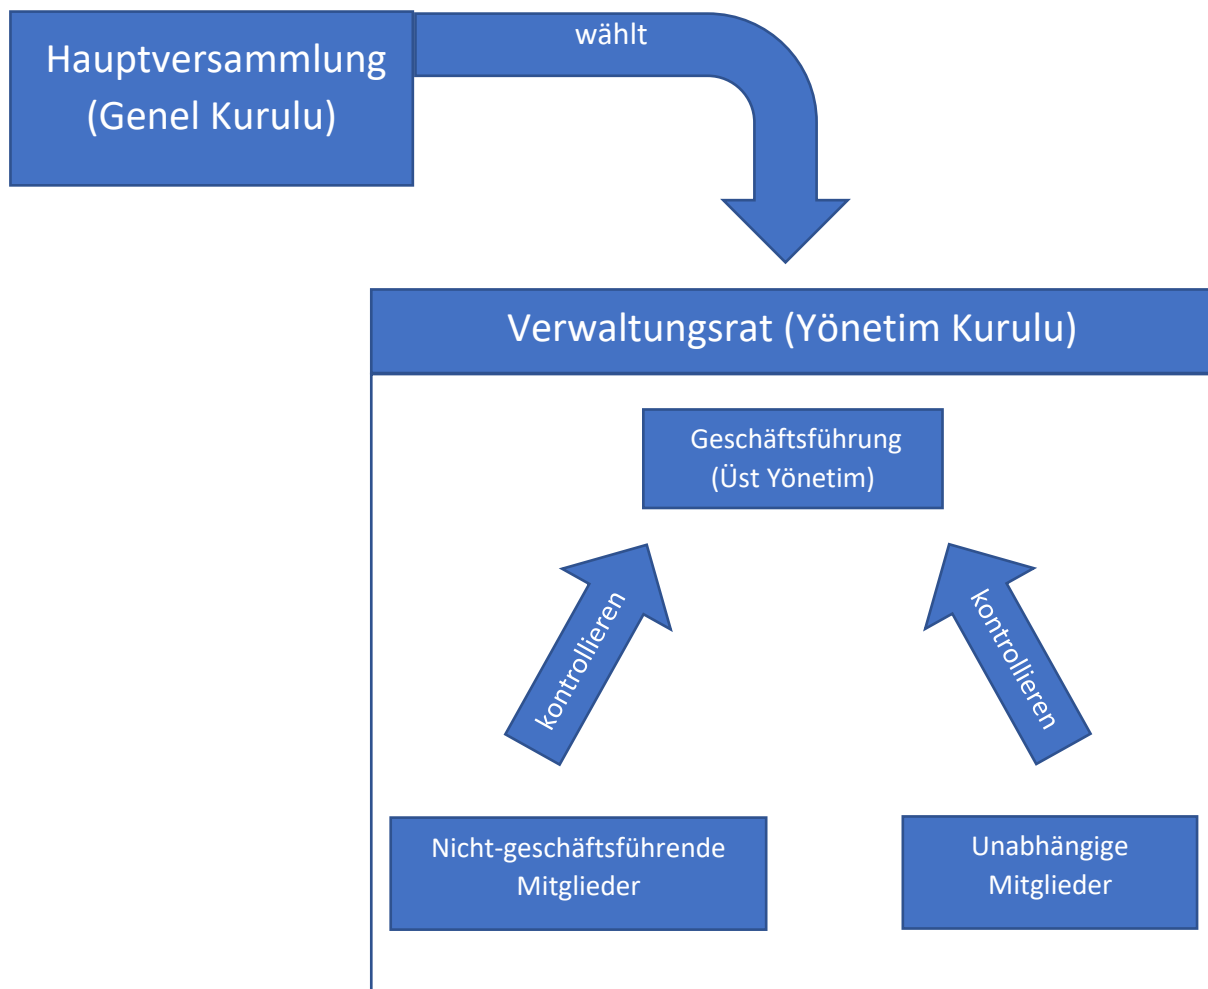 Hauptversammlung
(Genel Kurulu)
wählt
Verwaltungsrat (Yönetim Kurulu)
Geschäftsführung
(Üst Yönetim)
kontrollieren
kontrollieren
Nicht-geschäftsführende
Mitglieder
Unabhängige
Mitglieder